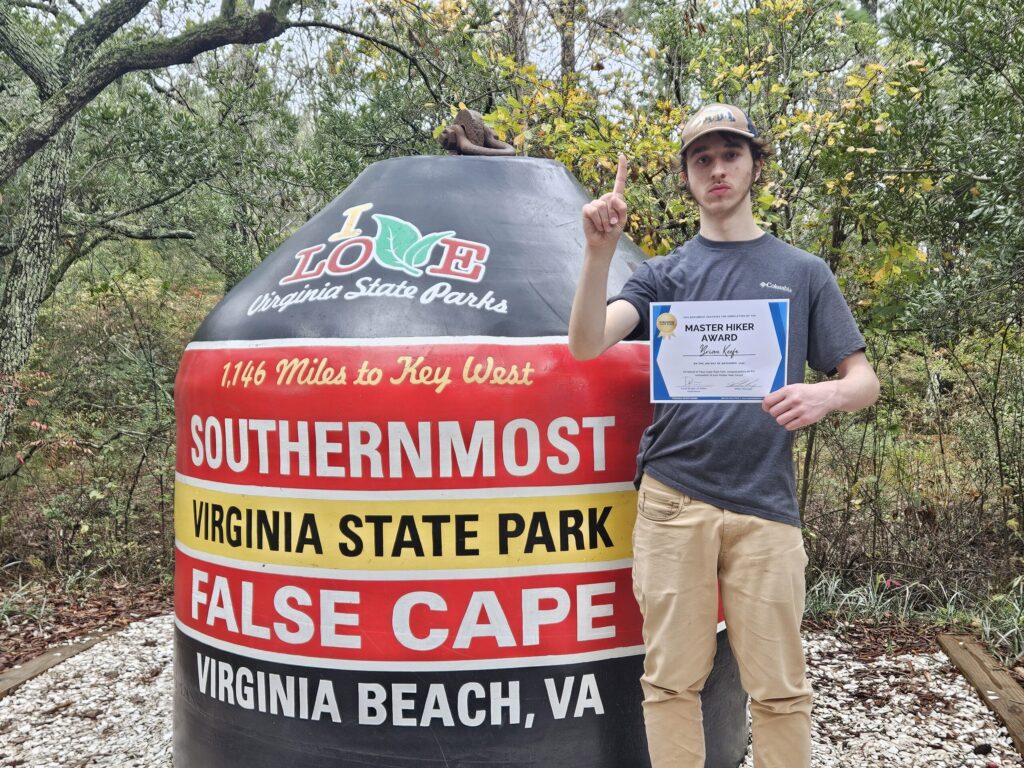 I
LOVE
Virginia State Parks
1,146 Miles to Key West
SOUTHERNMOST
VIRGINIA STATE PARK
FALSE CAPE
VIRGINIA BEACH, VA
Columbia
MASTER HIKER
AWARD